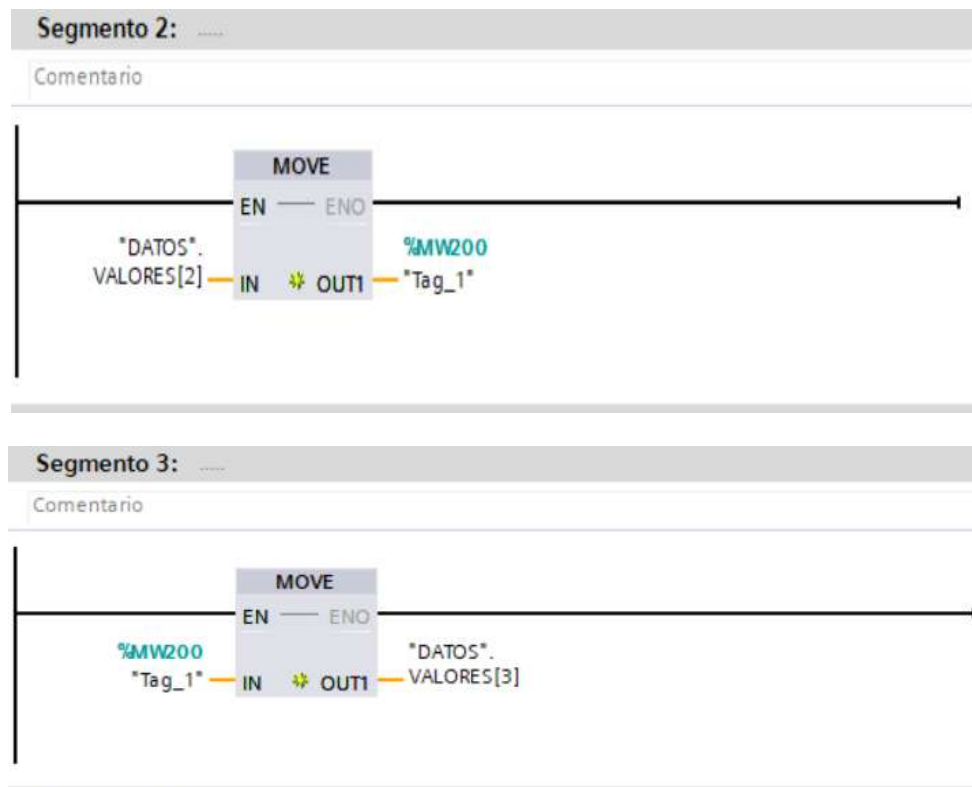 Segmento 2: .....
Comentario
MOVE
EN ENO
"DATOS".
VALORES[2] IN OUT1 %MW200
"Tag_1"
Segmento 3: .....
Comentario
MOVE
EN ENO
%MW200
"Tag_1" IN OUT1 "DATOS".
VALORES[3]